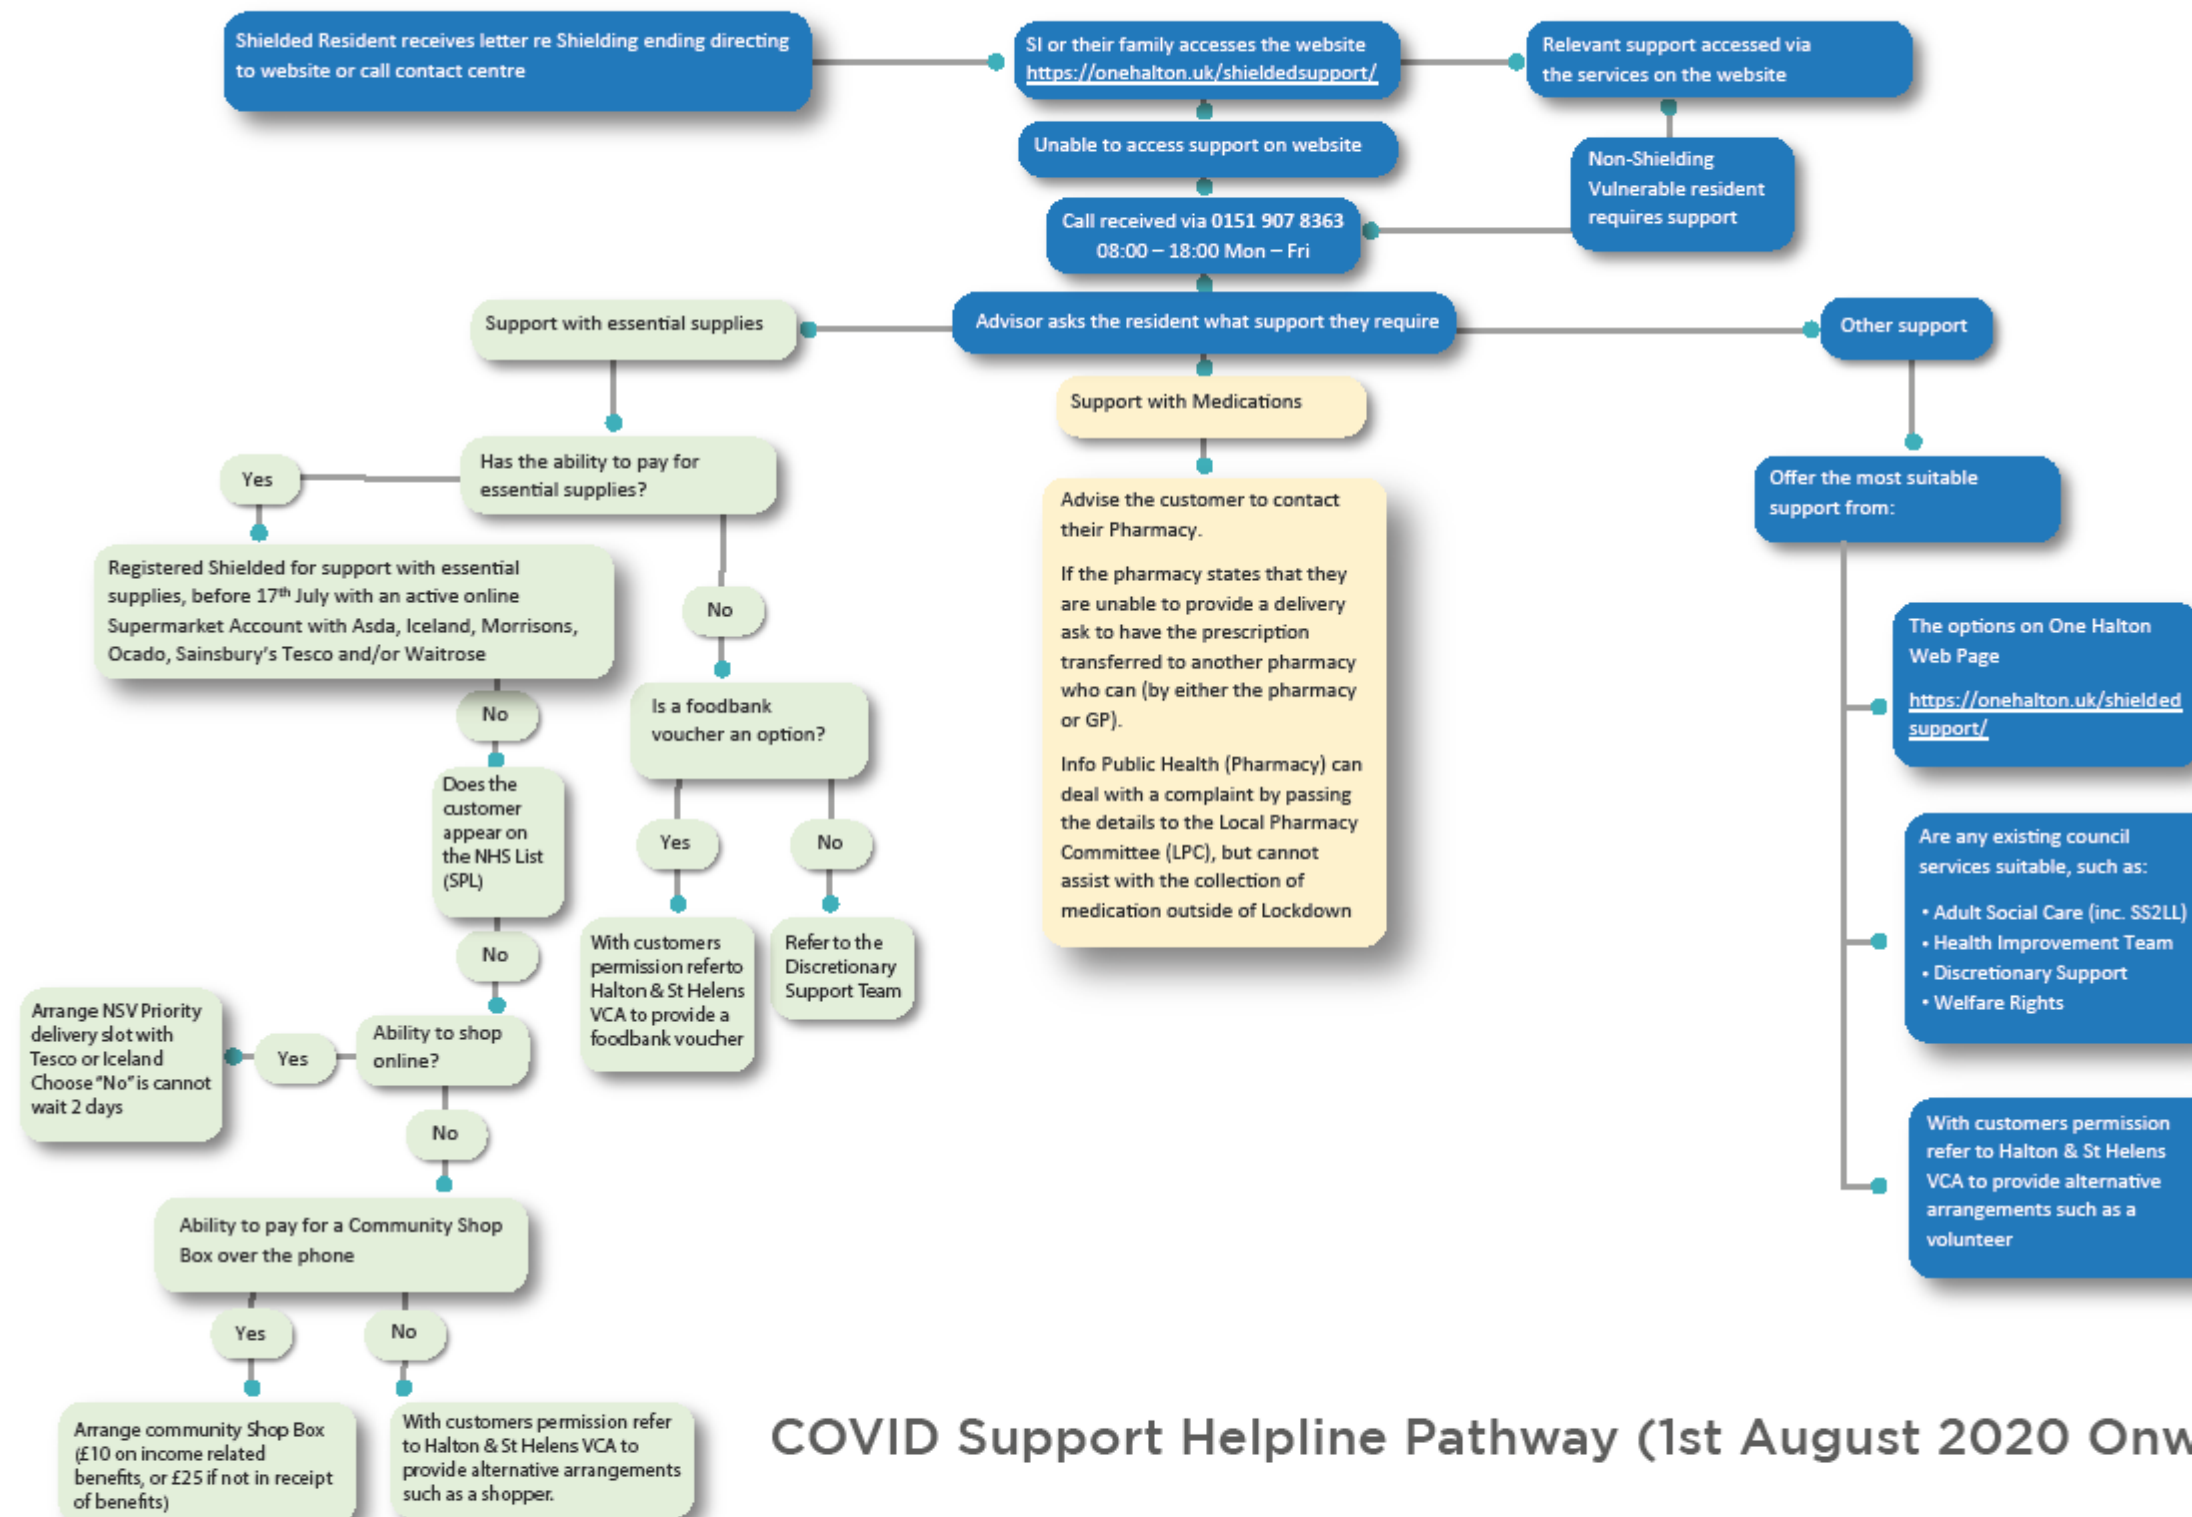 Shielded Resident receives letter re Shielding ending directing
to website or call contact centre
SI or their family accesses the website
https://onehalton.uk/shieldedsupport/
Relevant support accessed via
the services on the website
Unable to access support on website
Non-Shielding
Vulnerable resident
requires support
Call received via 0151 907 8363
08:00 – 18:00 Mon – Fri
Advisor asks the resident what support they require
Support with essential supplies
Other support
Support with Medications
Has the ability to pay for
essential supplies?
Yes
No
Registered Shielded for support with essential
supplies, before 17th July with an active online
Supermarket Account with Asda, Iceland, Morrisons,
Ocado, Sainsbury's Tesco and/or Waitrose
No
Does the
customer
appear on
the NHS List
(SPL)
No
Ability to shop
online?
Yes
Arrange NSV Priority
delivery slot with
Tesco or Iceland
Choose "No" is cannot
wait 2 days
No
Ability to pay for a Community Shop
Box over the phone
Yes
No
Arrange community Shop Box
(£10 on income related
benefits, or £25 if not in receipt
of benefits)
With customers permission refer
to Halton & St Helens VCA to
provide alternative arrangements
such as a shopper.
Is a foodbank
voucher an option?
Yes
No
With customers
permission referto
Halton & St Helens
VCA to provide a
foodbank voucher
Refer to the
Discretionary
Support Team
Advise the customer to contact
their Pharmacy.
If the pharmacy states that they
are unable to provide a delivery
ask to have the prescription
transferred to another pharmacy
who can (by either the pharmacy
or GP).
Info Public Health (Pharmacy) can
deal with a complaint by passing
the details to the Local Pharmacy
Committee (LPC), but cannot
assist with the collection of
medication outside of Lockdown
Offer the most suitable
support from:
The options on One Halton
Web Page
https://onehalton.uk/shielded
support/
Are any existing council
services suitable, such as:
• Adult Social Care (inc. SS2LL)
• Health Improvement Team
• Discretionary Support
• Welfare Rights
With customers permission
refer to Halton & St Helens
VCA to provide alternative
arrangements such as a
volunteer
COVID Support Helpline Pathway (1st August 2020 Onw